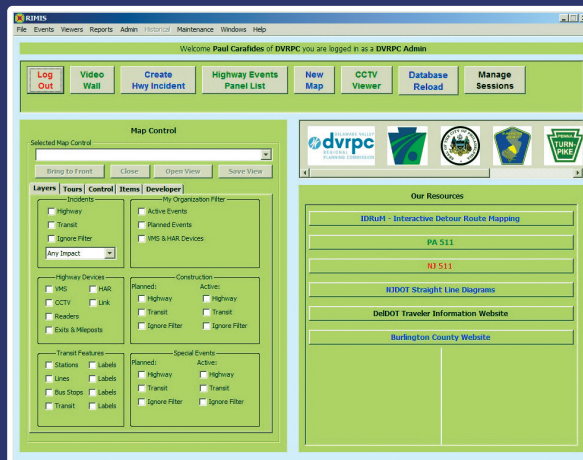 RIMIS
File Events Viewers Reports Admin Historical Maintenance Windows Help
Welcome Paul Carafides of DVRPC you are logged in as a DVRPC Admin
Log Out
Video Wall
Create Hwy Incident
Highway Events Panel List
New Map
CCTV Viewer
Database Reload
Manage Sessions
Map Control
Selected Map Control
Bring to Front Close Open View Save View
Layers Tours Control Items Developer
Incidents
Highway
Transit
Ignore Filter
Any Impact
My Organization Filter
Active Events
Planned Events
VMS & HAR Devices
Highway Devices
VMS HAR
CCTV Link
Readers
Exits & Mileposts
Construction
Planned: Active:
Highway Highway
Transit Transit
Ignore Filter Ignore Filter
Transit Features
Stations Labels
Lines Labels
Bus Stops Labels
Transit Labels
Special Events
Planned: Active:
Highway Highway
Transit Transit
Ignore Filter Ignore Filter
DELAWARE VALLEY
dvrpc
REGIONAL
PLANNING COMMISSION
PENNA
TURN-
PIKE
Our Resources
IDRuM - Interactive Detour Route Mapping
PA 511
NJ 511
NJDOT Straight Line Diagrams
DelDOT Traveler Information Website
Burlington County Website